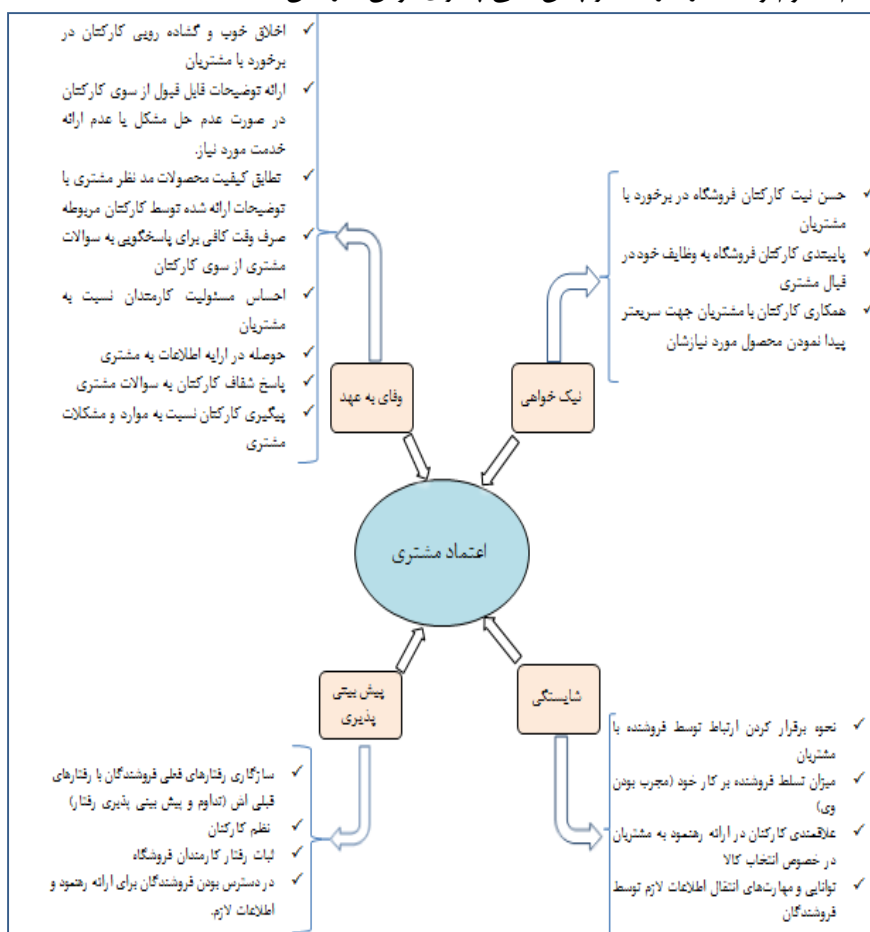 اخلاق خوب و گشاده رویی کارکنان در
برخورد با مشتریان
ارائه توضیحات قابل قبول از سوی کارکنان
در صورت عدم حل مشکل یا عدم ارائه
خدمت مورد نیاز.
تطابق کیفیت محصولات مد نظر مشتری با
توضیحات ارائه شده توسط کارکنان مربوطه
صرف وقت کافی برای پاسخگویی به سوالات
مشتری از سوی کارکنان
احساس مسئولیت کارمندان نسبت به
مشتریان
حوصله در ارایه اطلاعات به مشتری
پاسخ شفاف کارکنان به سوالات مشتری
پیگیری کارکنان نسبت به موارد و مشکلات
مشتری
حسن نیت کارکنان فروشگاه در برخورد با
مشتریان
پایبندی کارکنان فروشگاه به وظایف خود در
قبال مشتری
همکاری کارکنان با مشتریان جهت سریعتر
پیدا نمودن محصول مورد نیازشان
نیک خواهی
وفای به عهد
اعتماد مشتری
شایستگی
پیش بینی
پذیری
نحوه برقرار کردن ارتباط توسط فروشنده با
مشتریان
میزان تسلط فروشنده بر کار خود (مجرب بودن
وی)
علاقمندی کارکنان در ارائه رهنمود به مشتریان
در خصوص انتخاب کالا
توانایی و مهارت‌های انتقال اطلاعات لازم توسط
فروشندگان
سازگاری رفتارهای فعلی فروشندگان با رفتارهای
قبلی اش (تداوم و پیش بینی پذیری رفتار)
نظم کارکنان
ثبات رفتار کارمندان فروشگاه
در دسترس بودن فروشندگان برای ارائه رهنمود و
اطلاعات لازم.